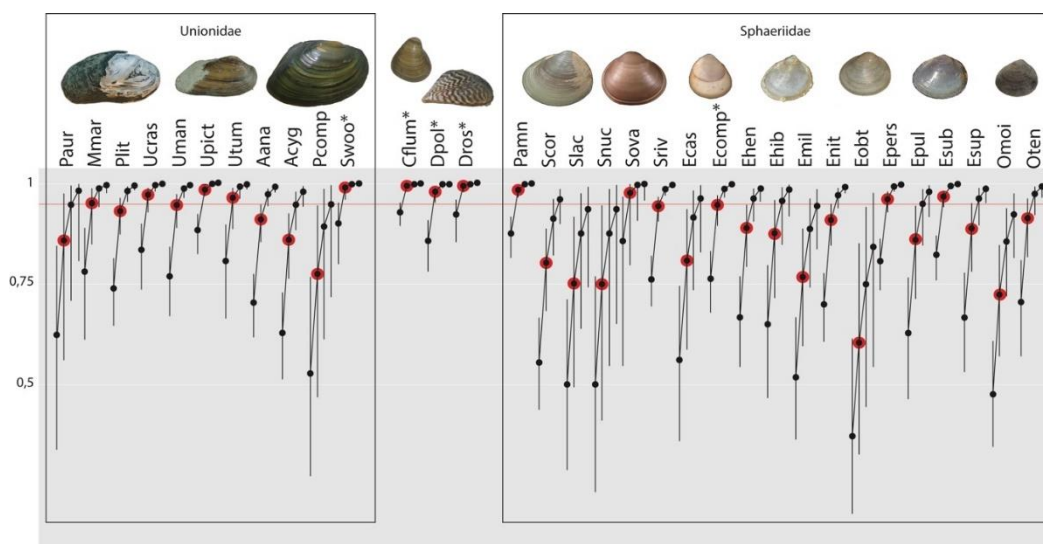 Unionidae
Sphaeriidae
Paur
Mmar
Plit
Ucras
Uman
Upict
Utum
Aana
Acyg
Pcomp
Swoo*
Cflum*
Dpol*
Dros*
Pamn
Scor
Slac
Snuc
Sova
Sriv
Ecas
Ecomp*
Ehen
Ehib
Emil
Enit
Eobt
Epers
Epul
Esub
Esup
Omoi
Oten
1
0,75
0,5